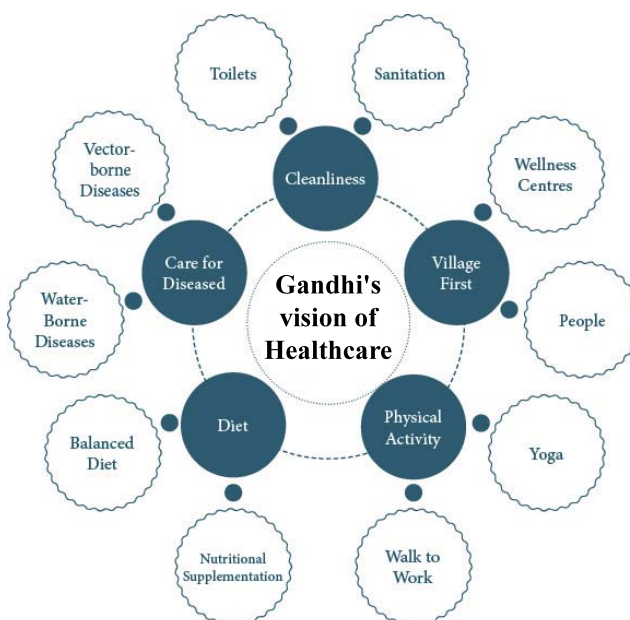 Toilets
Sanitation
Cleanliness
Vector-
borne
Diseases
Wellness
Centres
Care for
Diseased
Village
First
Gandhi's
vision of
Healthcare
Water-
Borne
Diseases
People
Diet
Physical
Activity
Balanced
Diet
Yoga
Nutritional
Supplementation
Walk to
Work